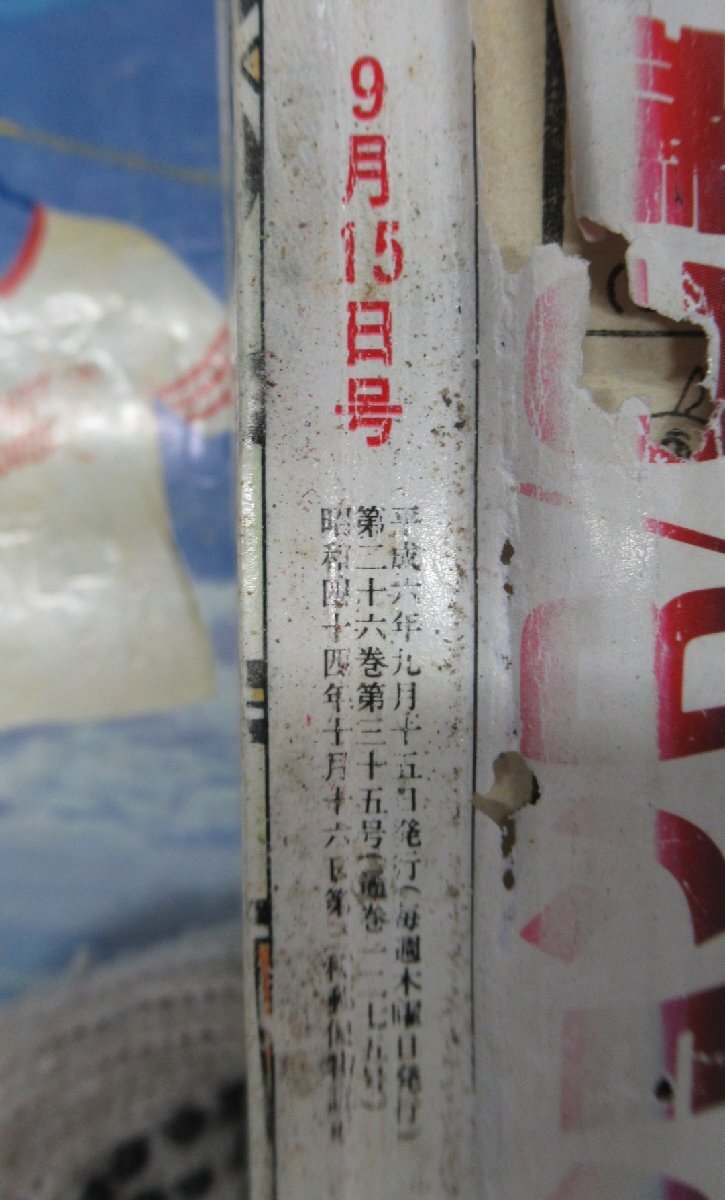 9月15日号
平成六年九月十五日発行(毎週木曜日発行)
第二十六巻第三十五号(通巻一二七五号)
昭和四十四年十月十六日第三種郵便物